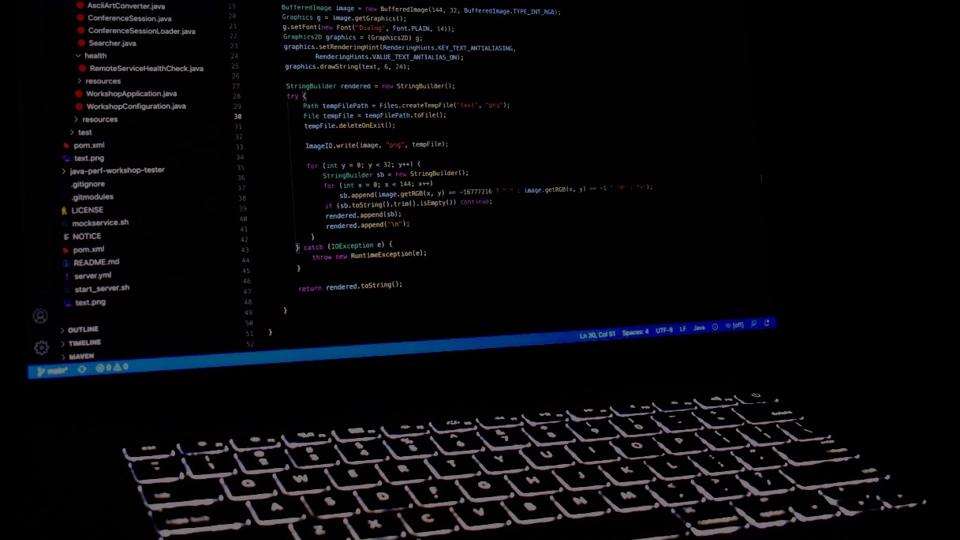 AsciiArtConverter.java
ConferenceSession.java
ConferenceSessionLoader.java
Searcher.java
health
RemoteServiceHealthCheck.java
resources
WorkshopApplication.java
WorkshopConfiguration.java
resources
test
pom.xml
text.png
java-perf-workshop-tester
.gitignore
.gitmodules
LICENSE
mockservice.sh
NOTICE
pom.xml
README.md
server.yml
start_server.sh
text.png
OUTLINE
TIMELINE
MAVEN
main*
0 0
19 BufferedImage image = new BufferedImage(144, 32, BufferedImage.TYPE_INT_RGB);
20 Graphics g = image.getGraphics();
21 g.setFont(new Font("Dialog", Font.PLAIN, 14));
22 Graphics2D graphics = (Graphics2D) g;
23 graphics.setRenderingHint(RenderingHints.KEY_TEXT_ANTIALIASING,
24 RenderingHints.VALUE_TEXT_ANTIALIAS_ON);
25 graphics.drawString(text, 6, 24);
26
27 StringBuilder rendered = new StringBuilder();
28 try {
29 Path tempFilePath = Files.createTempFile("text", "png");
30 File tempFile = tempFilePath.toFile();
31 tempFile.deleteOnExit();
32
33 ImageIO.write(image, "png", tempFile);
34
35 for (int y = 0; y < 32; y++) {
36 StringBuilder sb = new StringBuilder();
37 for (int x = 0; x < 144; x++)
38 sb.append(image.getRGB(x, y) == -16777216 ? " " : image.getRGB(x, y) == -1
39 if (sb.toString().trim().isEmpty()) continue;
40 rendered.append(sb);
41 rendered.append("\n");
42 }
43 } catch (IOException e) {
44 throw new RuntimeException(e);
45 }
46
47 return rendered.toString();
48
49 }
50
51 }
52
Ln 30, Col 51 Spaces: 4 UTF-8 LF Java [off]
Q W E R T Y U I O P
A S D F G H J K L
Z X C V B N M